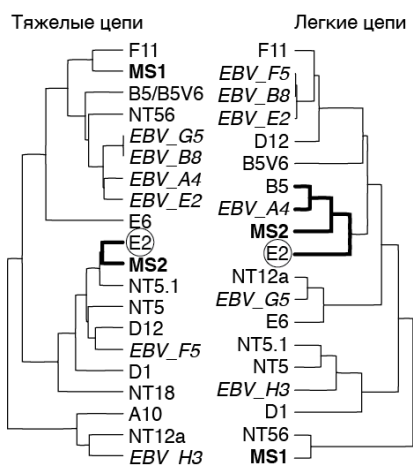 Тяжелые цепи
F11
MS1
B5/B5V6
NT56
EBV_G5
EBV_B8
EBV_A4
EBV_E2
E6
E2
MS2
NT5.1
NT5
D12
EBV_F5
D1
NT18
A10
NT12a
EBV_H3
Легкие цепи
F11
EBV_F5
EBV_B8
EBV_E2
D12
B5V6
B5
EBV_A4
MS2
E2
NT12a
EBV_G5
E6
NT5.1
NT5
EBV_H3
D1
NT56
MS1